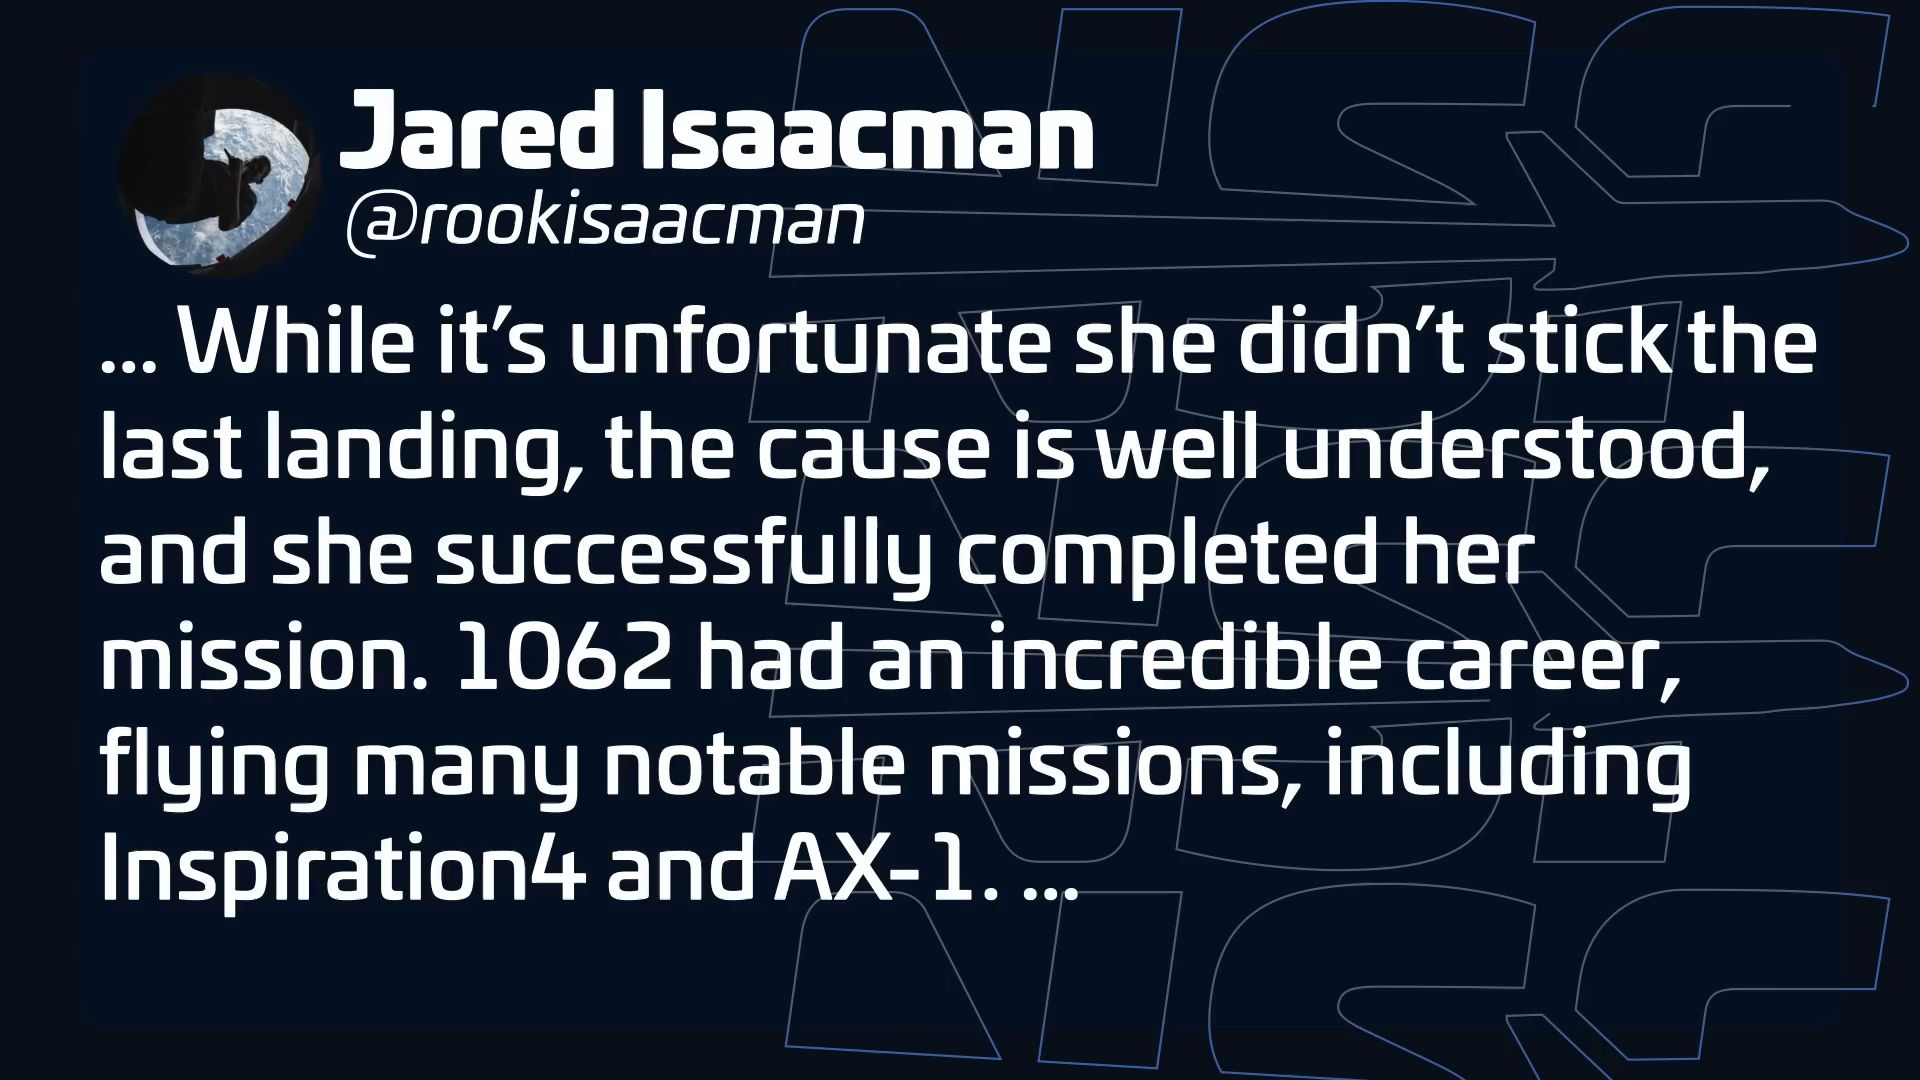 Jared Isaacman
@rookisaacman
... While it’s unfortunate she didn’t stick the
last landing, the cause is well understood,
and she successfully completed her
mission. 1062 had an incredible career,
flying many notable missions, including
Inspiration4 and AX-1. ...